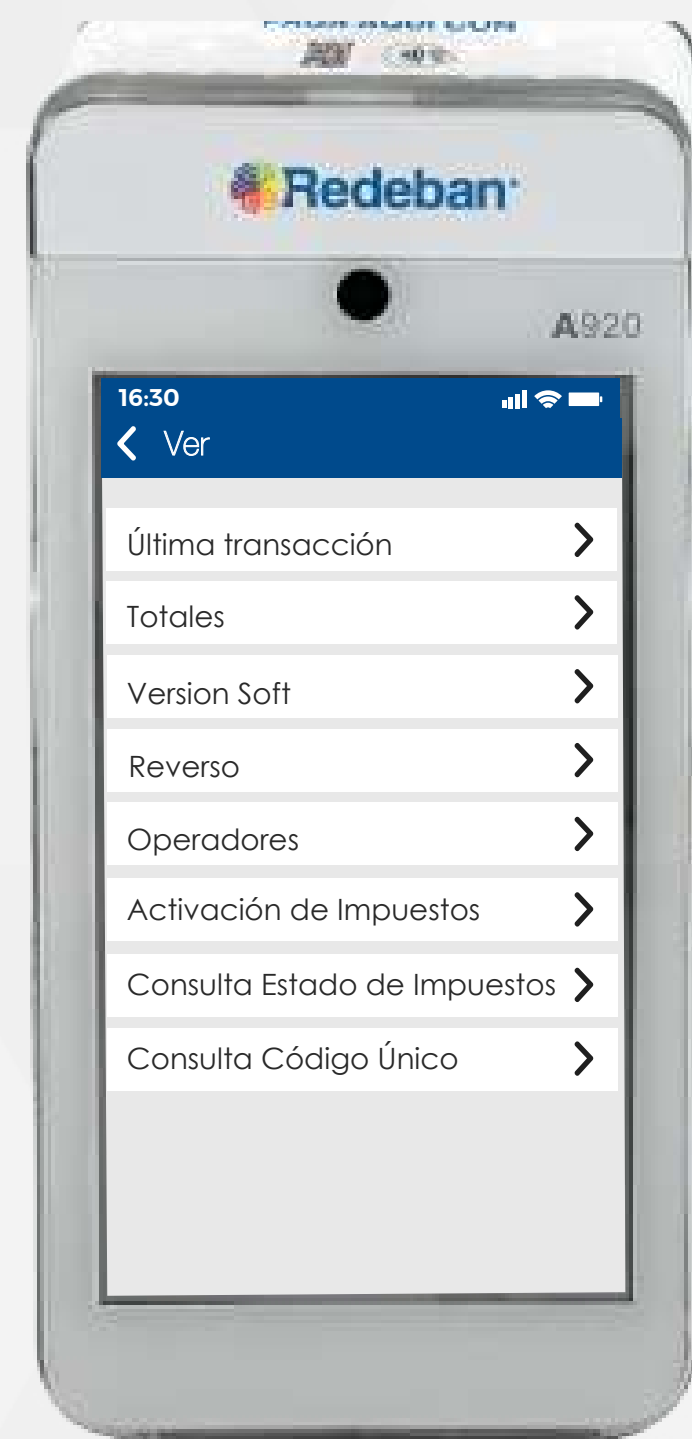 Redeban
A920
16:30
Ver
Última transacción
Totales
Version Soft
Reverso
Operadores
Activación de Impuestos
Consulta Estado de Impuestos
Consulta Código Único